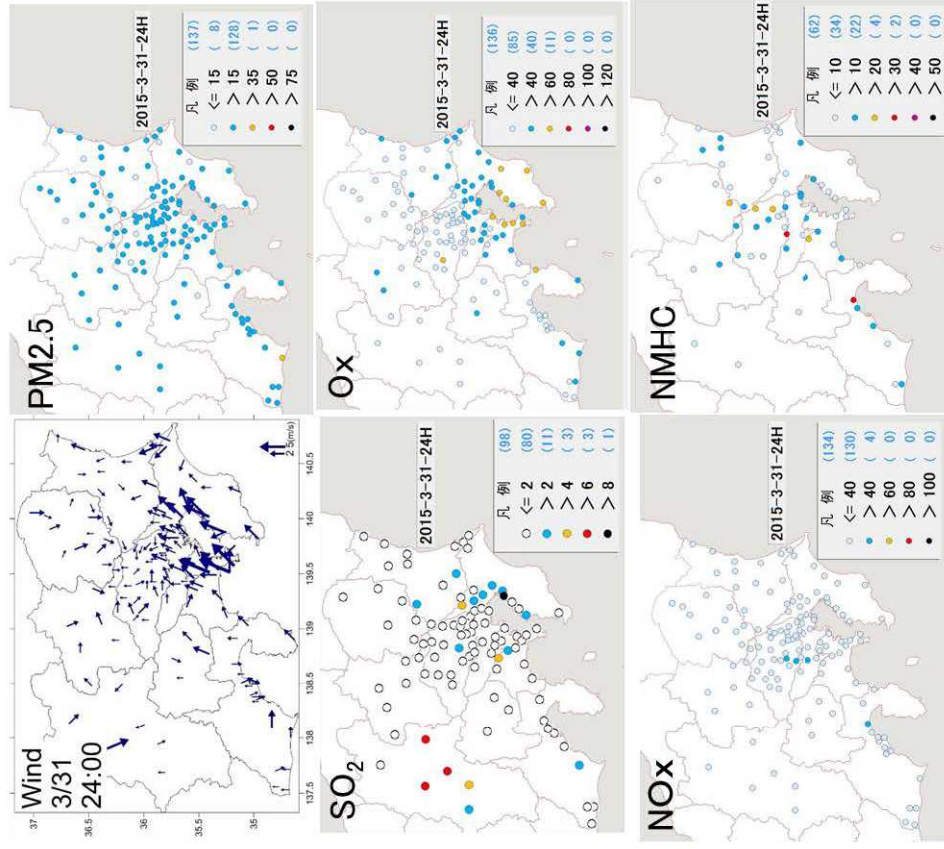 Wind
3/31
24:00
37
36.5
36
35.5
35
137.5
138
138.5
139
139.5
140
140.5
2.5(m/s)
PM2.5
2015-3-31-24H
凡 例 (137)
<= 15 ( 8)
> 15 (128)
> 35 ( 1)
> 50 ( 0)
> 75 ( 0)
SO2
2015-3-31-24H
凡 例 (98)
<= 2 (80)
> 2 (11)
> 4 ( 3)
> 6 ( 3)
> 8 ( 1)
Ox
2015-3-31-24H
凡 例 (136)
<= 40 (85)
> 40 (40)
> 60 (11)
> 80 ( 0)
> 100 ( 0)
> 120 ( 0)
NOx
2015-3-31-24H
凡 例 (134)
<= 40 (130)
> 40 ( 4)
> 60 ( 0)
> 80 ( 0)
> 100 ( 0)
NMHC
2015-3-31-24H
凡 例 (62)
<= 10 (34)
> 10 (22)
> 20 ( 4)
> 30 ( 2)
> 40 ( 0)
> 50 ( 0)